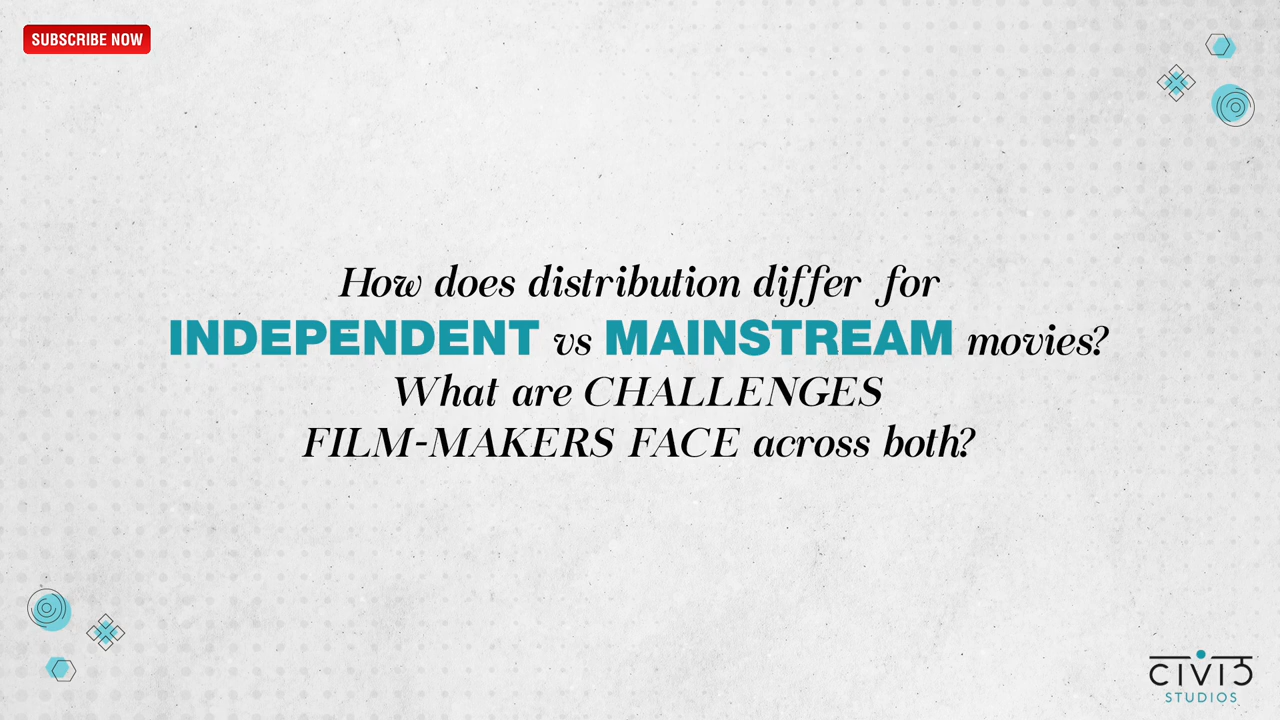 SUBSCRIBE NOW
How does distribution differ for
INDEPENDENT vs MAINSTREAM movies?
What are CHALLENGES
FILM-MAKERS FACE across both?
CIVIC
STUDIOS